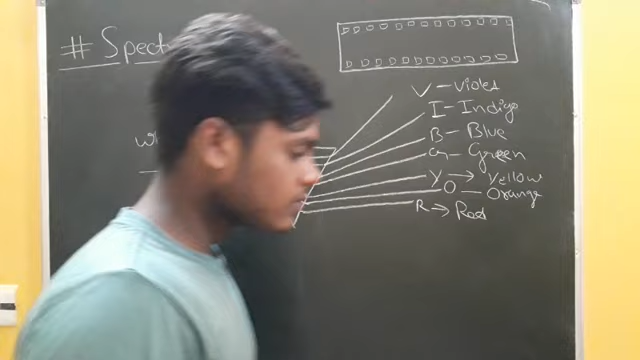 # Spect
V - Violet
I - Indigo
B - Blue
G - Green
Y → Yellow
O - Orange
R → Red